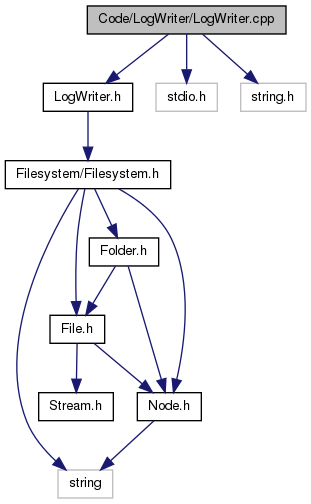 Code/LogWriter/LogWriter.cpp
LogWriter.h
stdio.h
string.h
Filesystem/Filesystem.h
Folder.h
File.h
Stream.h
Node.h
string